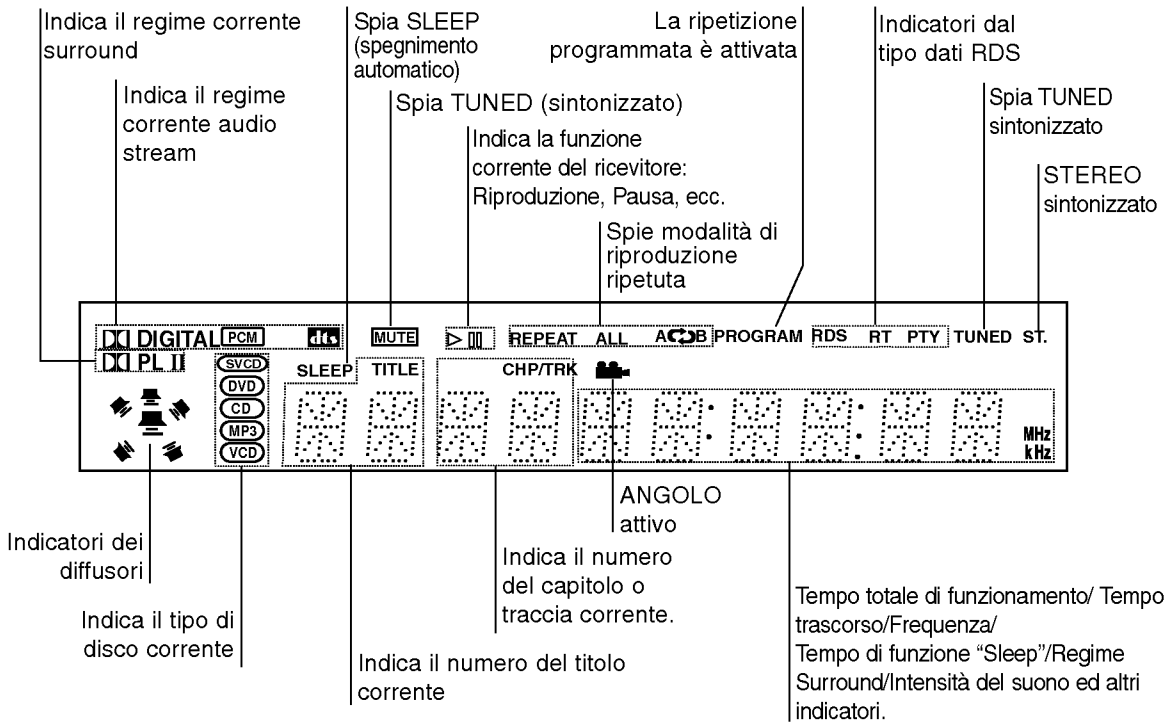 Indica il regime corrente
surround
Spia SLEEP
(spegnimento
automatico)
La ripetizione
programmata è attivata
Indicatori dal
tipo dati RDS
Indica il regime
corrente audio
stream
Spia TUNED (sintonizzato)
Spia TUNED
sintonizzato
Indica la funzione
corrente del ricevitore:
Riproduzione, Pausa, ecc.
STEREO
sintonizzato
Spie modalità di
riproduzione
ripetuta
DIGITAL PCM dts MUTE REPEAT ALL A B PROGRAM RDS RT PTY TUNED ST.
PL II SVCD SLEEP TITLE CHP/TRK
DVD
CD
MP3
VCD
MHz
kHz
ANGOLO
attivo
Indicatori dei
diffusori
Indica il numero
del capitolo o
traccia corrente.
Indica il tipo di
disco corrente
Indica il numero del titolo
corrente
Tempo totale di funzionamento/ Tempo
trascorso/Frequenza/
Tempo di funzione “Sleep”/Regime
Surround/Intensità del suono ed altri
indicatori.